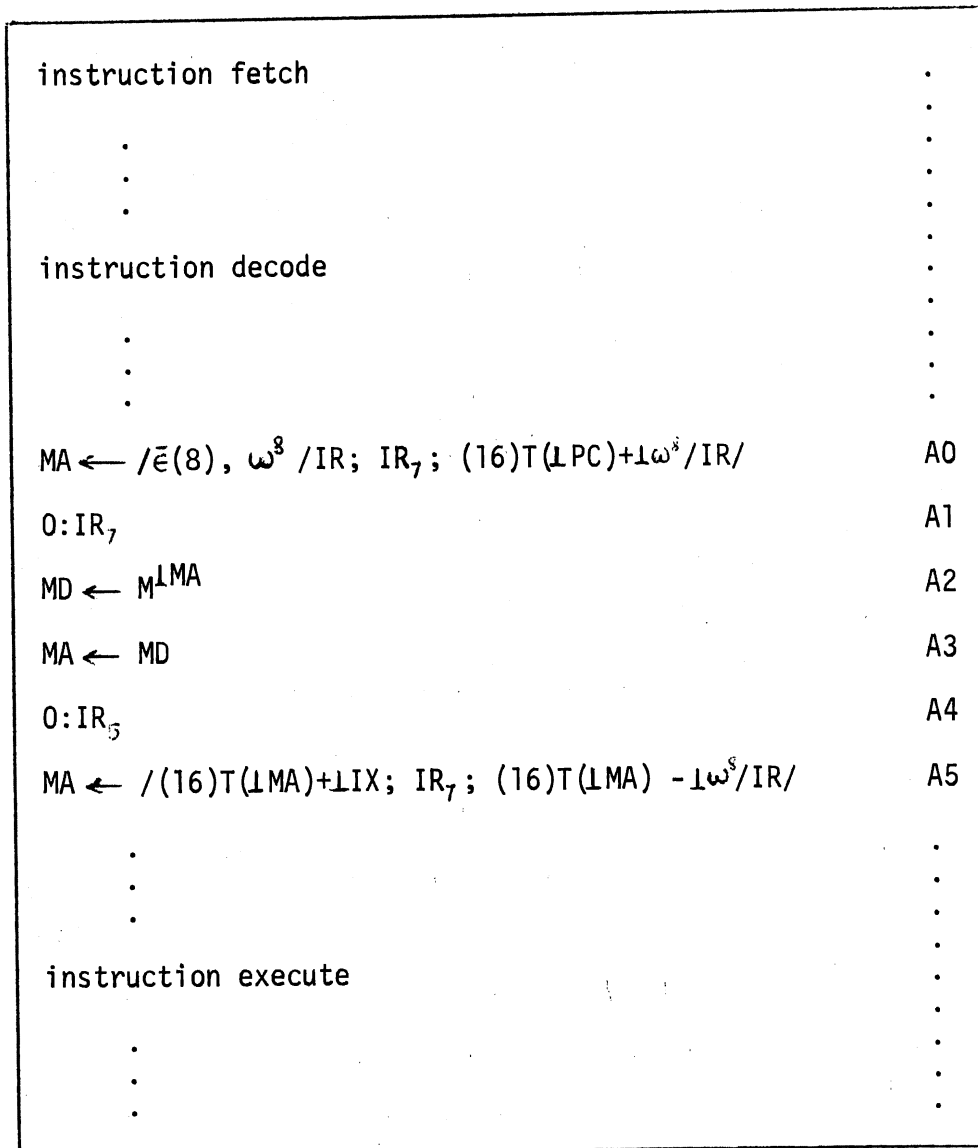 instruction fetch .
.
. .
. .
. .
.
instruction decode .
.
. .
. .
. .
MA ← /ε̄(8), ω⁸ /IR; IR₇; (16)T(⊥PC)+⊥ω⁸/IR/ A0
0:IR₇ A1
MD ← M^⊥MA A2
MA ← MD A3
0:IR₅ A4
MA ← /(16)T(⊥MA)+⊥IX; IR₇; (16)T(⊥MA) -⊥ω⁸/IR/ A5
. .
. .
. .
.
instruction execute .
.
. .
. .
. .